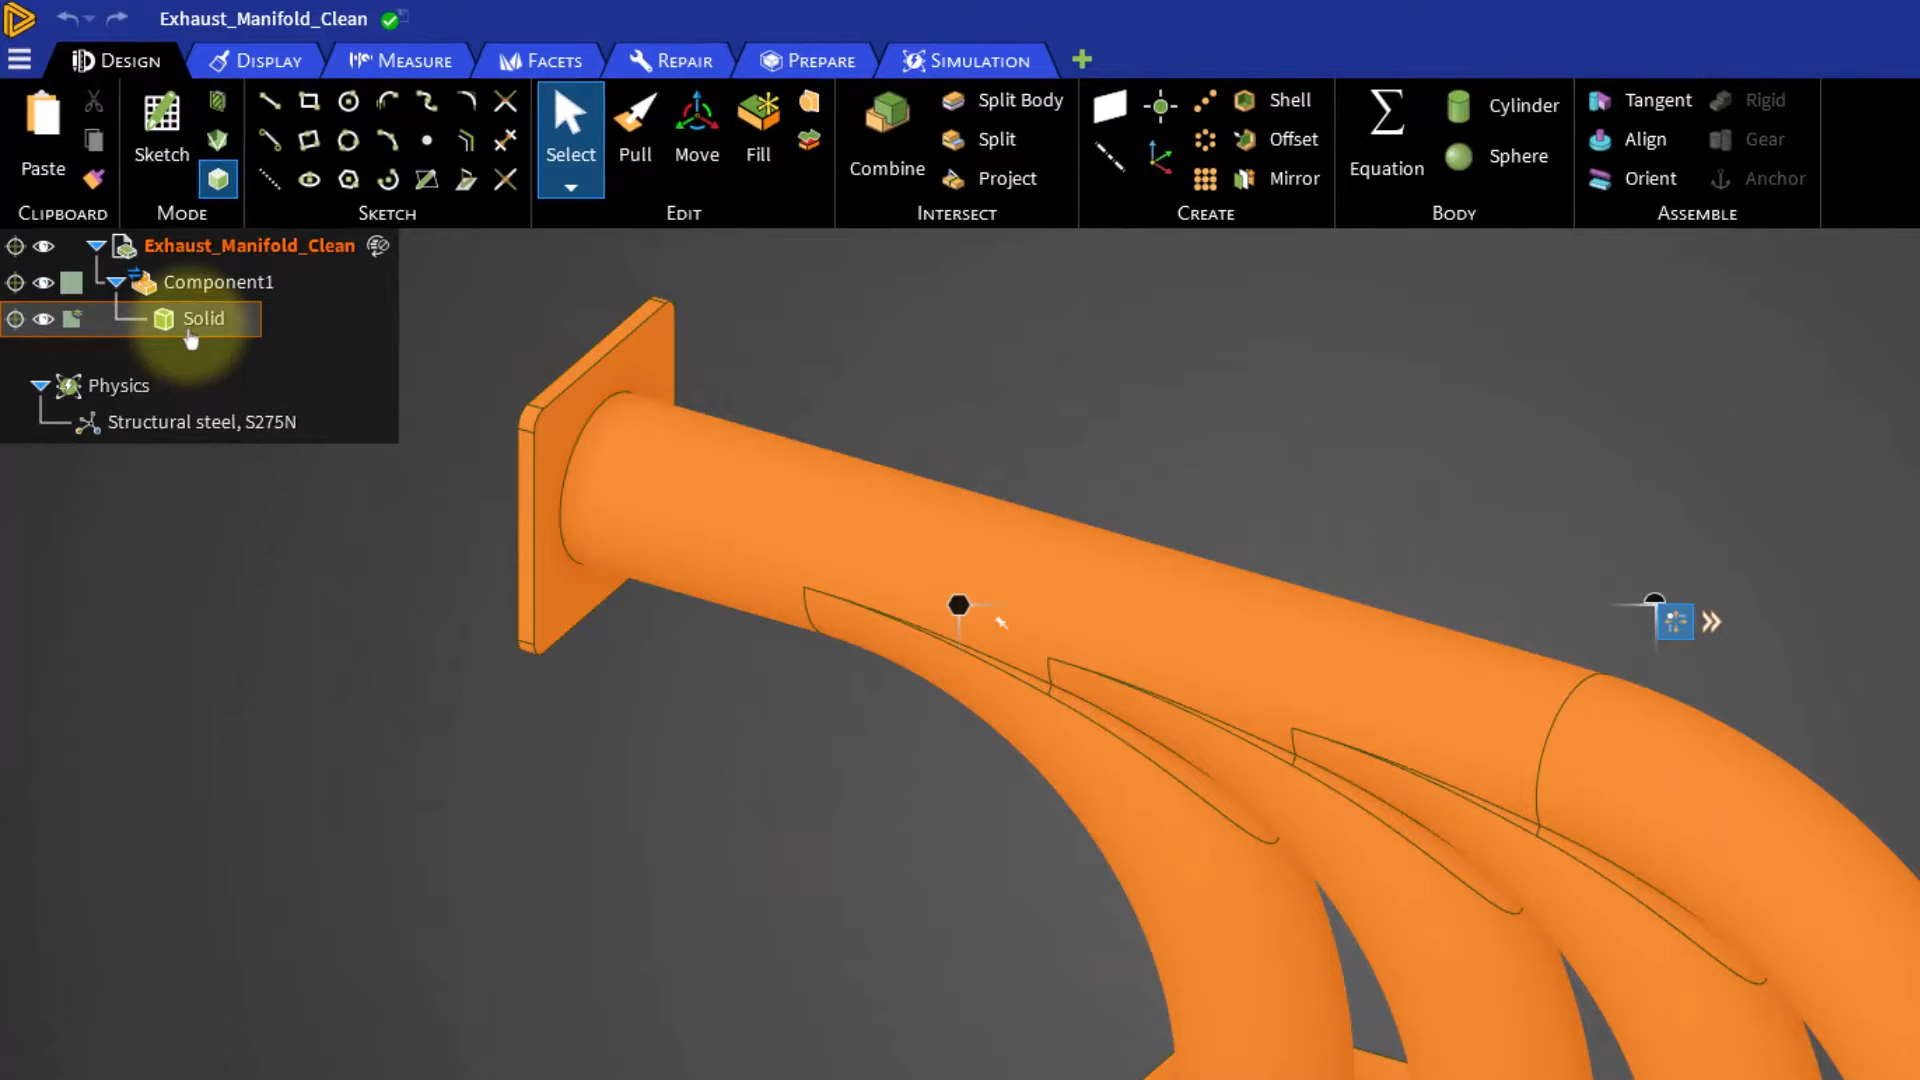 Exhaust_Manifold_Clean
DESIGN
DISPLAY
MEASURE
FACETS
REPAIR
PREPARE
SIMULATION
Paste
CLIPBOARD
Sketch
MODE
SKETCH
Select
Pull
Move
Fill
EDIT
Combine
Split Body
Split
Project
INTERSECT
Shell
Offset
Mirror
CREATE
Equation
Cylinder
Sphere
BODY
Tangent
Align
Orient
Rigid
Gear
Anchor
ASSEMBLE
Exhaust_Manifold_Clean
Component1
Solid
Physics
Structural steel, S275N